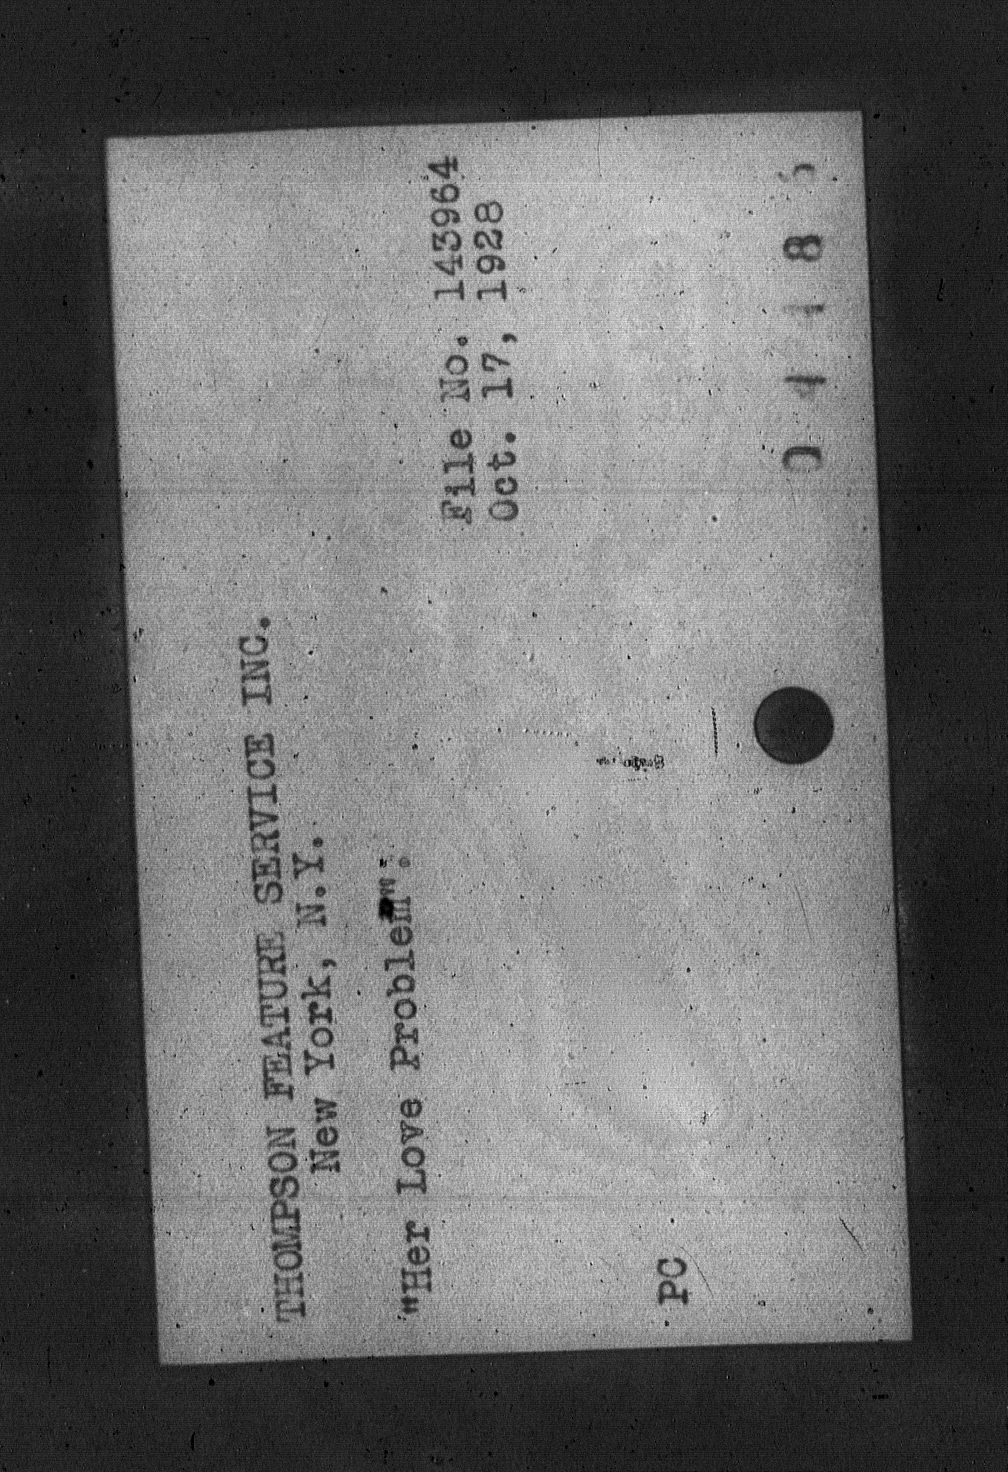 THOMPSON FEATURE SERVICE INC.
New York, N.Y.
"Her Love Problem".
File No. 143964
Oct. 17, 1928
PC